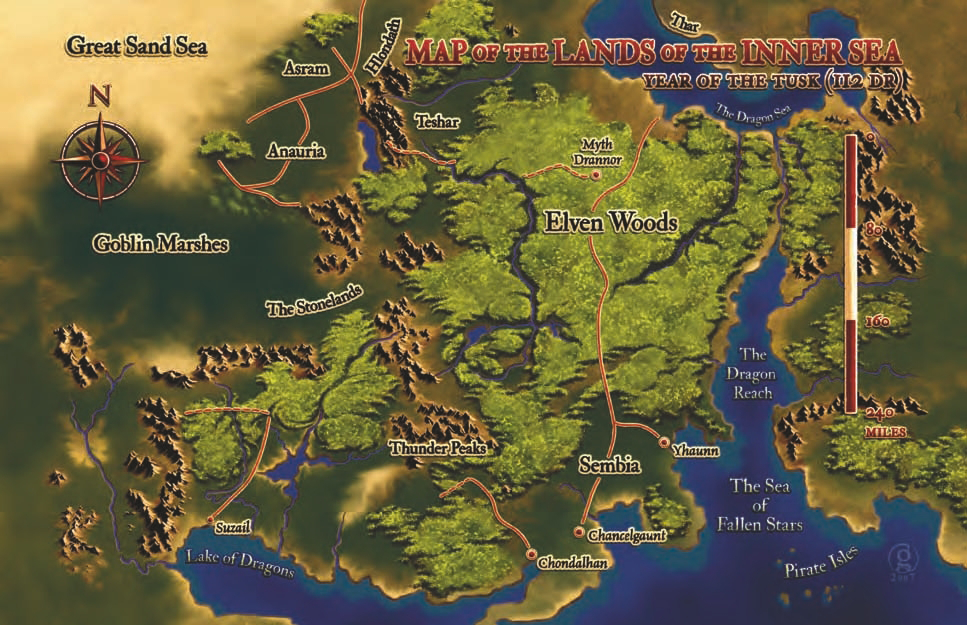 Thar
Great Sand Sea
Hlondath
MAP OF THE LANDS OF THE INNER SEA
YEAR OF THE TUSK (112 DR)
Asram
N
The Dragon Sea
Teshar
0
Anauria
Myth
Drannor
Elven Woods
80
Goblin Marshes
The Stonelands
160
The
Dragon
Reach
240
MILES
Thunder Peaks
Yhaunn
Sembia
The Sea
of
Fallen Stars
Suzail
Chancelgaunt
Lake of Dragons
Chondalhan
Pirate Isles
g
2007